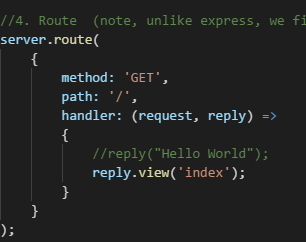 //4. Route  (note, unlike express, we fi
server.route(
    {
        method: 'GET',
        path: '/',
        handler: (request, reply) =>
        {
            //reply("Hello World");
            reply.view('index');
        }
    }
);